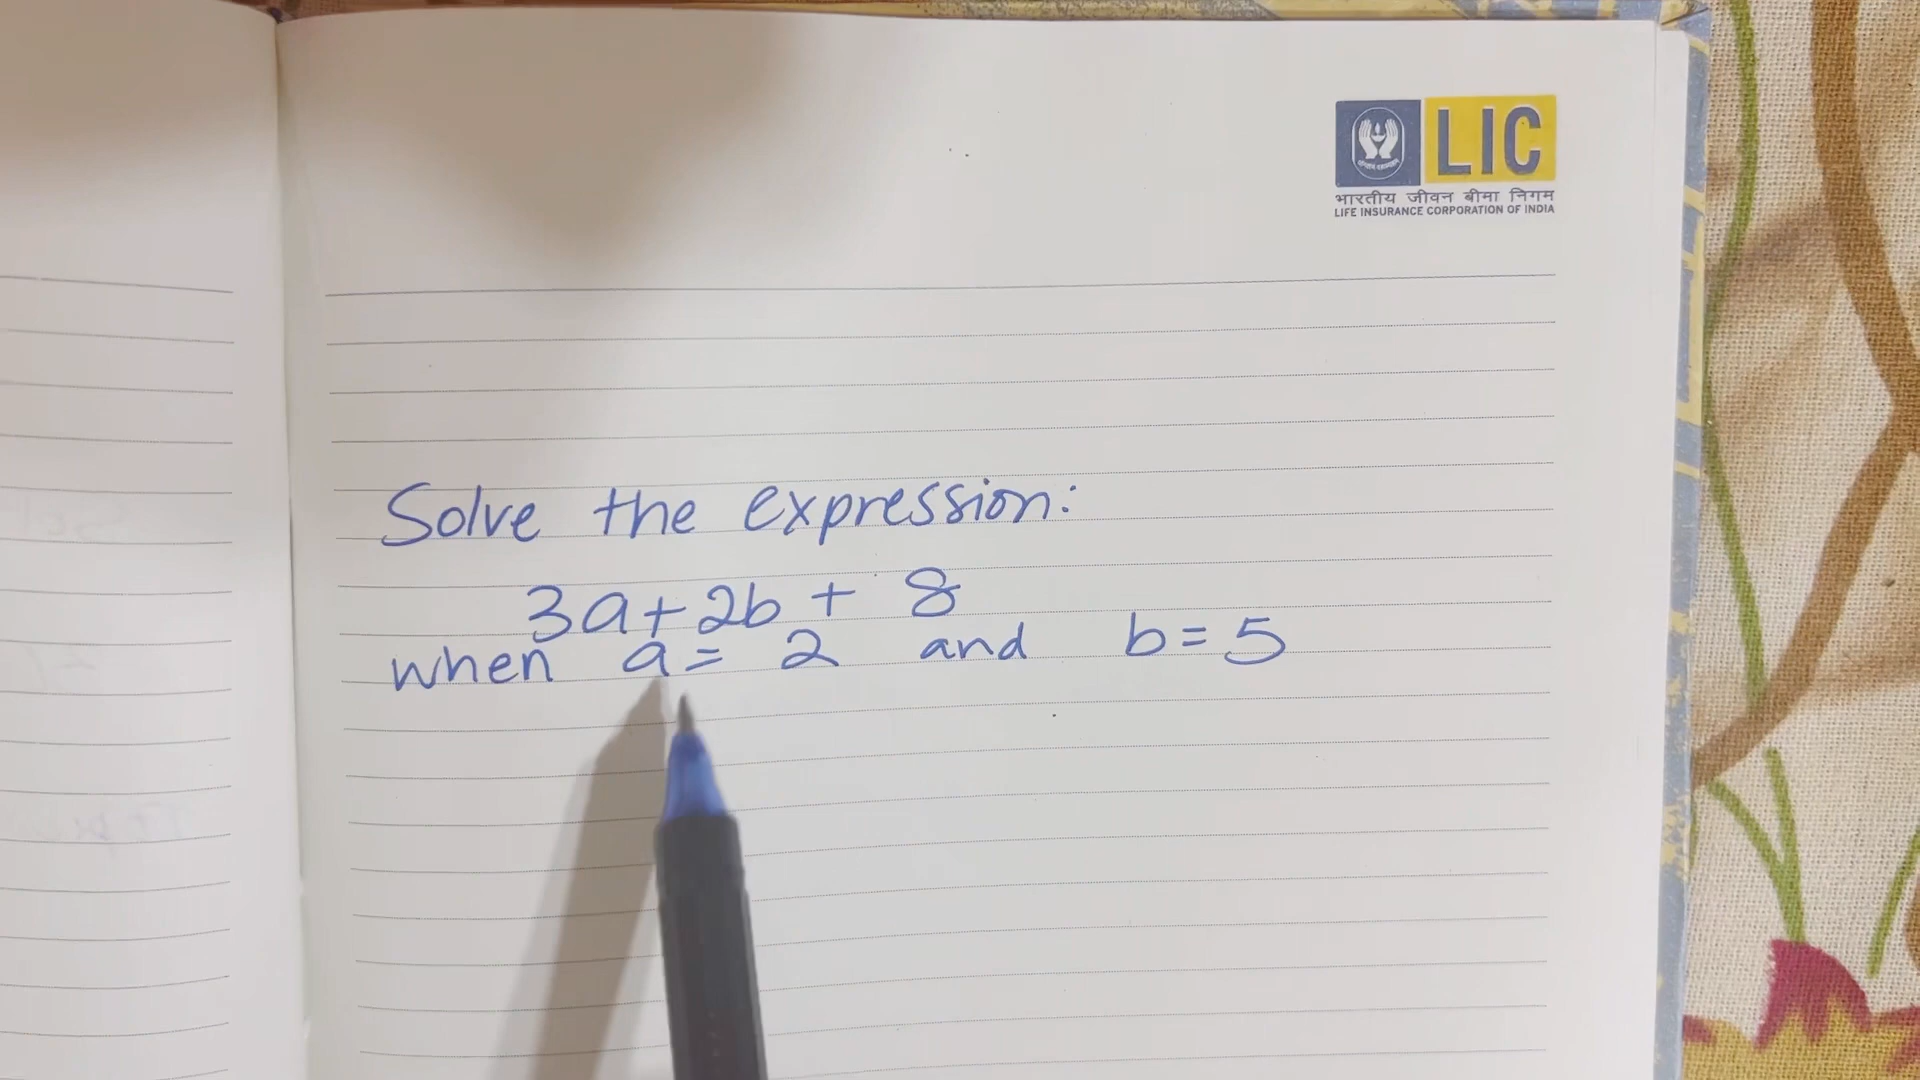 LIC
भारतीय जीवन बीमा निगम
LIFE INSURANCE CORPORATION OF INDIA
Solve the expression:
3a+2b + 8
when a = 2 and b = 5